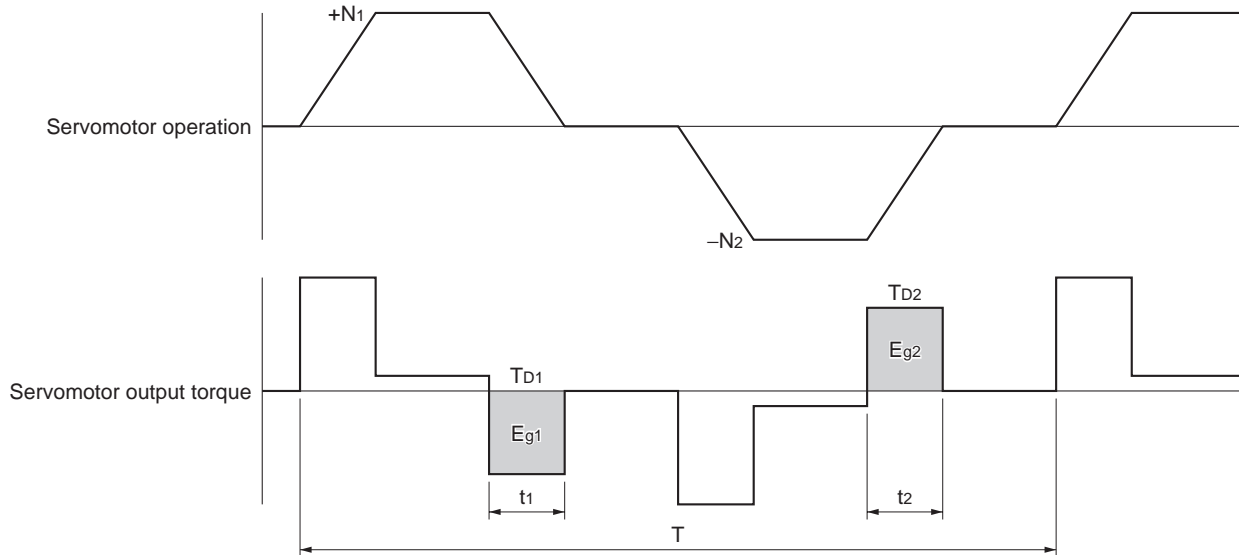 +N1
Servomotor operation
–N2
TD2
Eg2
TD1
Servomotor output torque
Eg1
t1
t2
T